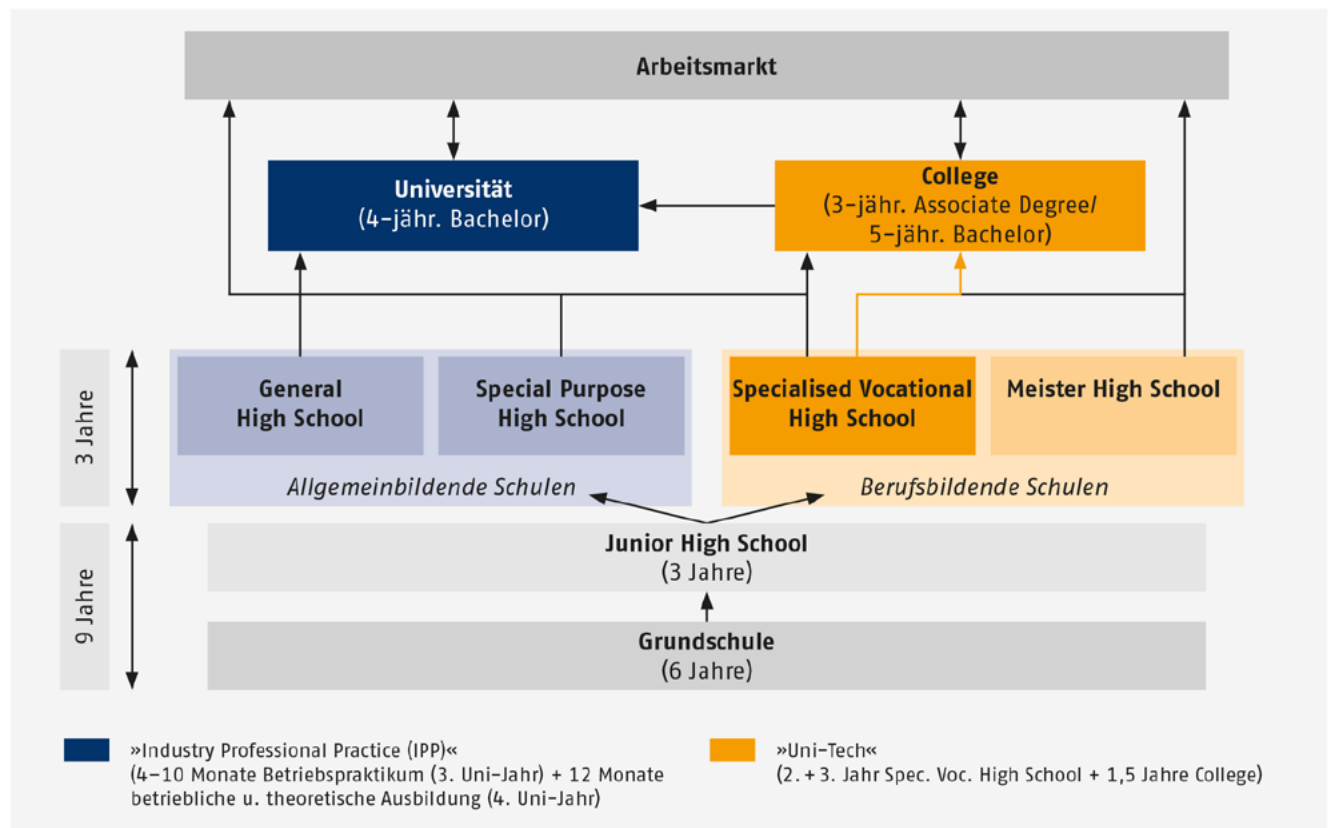 Arbeitsmarkt
Universität
(4-jähr. Bachelor)
College
(3-jähr. Associate Degree/
5-jähr. Bachelor)
3 Jahre
General
High School
Special Purpose
High School
Specialised Vocational
High School
Meister High School
Allgemeinbildende Schulen
Berufsbildende Schulen
9 Jahre
Junior High School
(3 Jahre)
Grundschule
(6 Jahre)
»Industry Professional Practice (IPP)«
(4–10 Monate Betriebspraktikum (3. Uni-Jahr) + 12 Monate
betriebliche u. theoretische Ausbildung (4. Uni-Jahr)
»Uni-Tech«
(2. + 3. Jahr Spec. Voc. High School + 1,5 Jahre College)